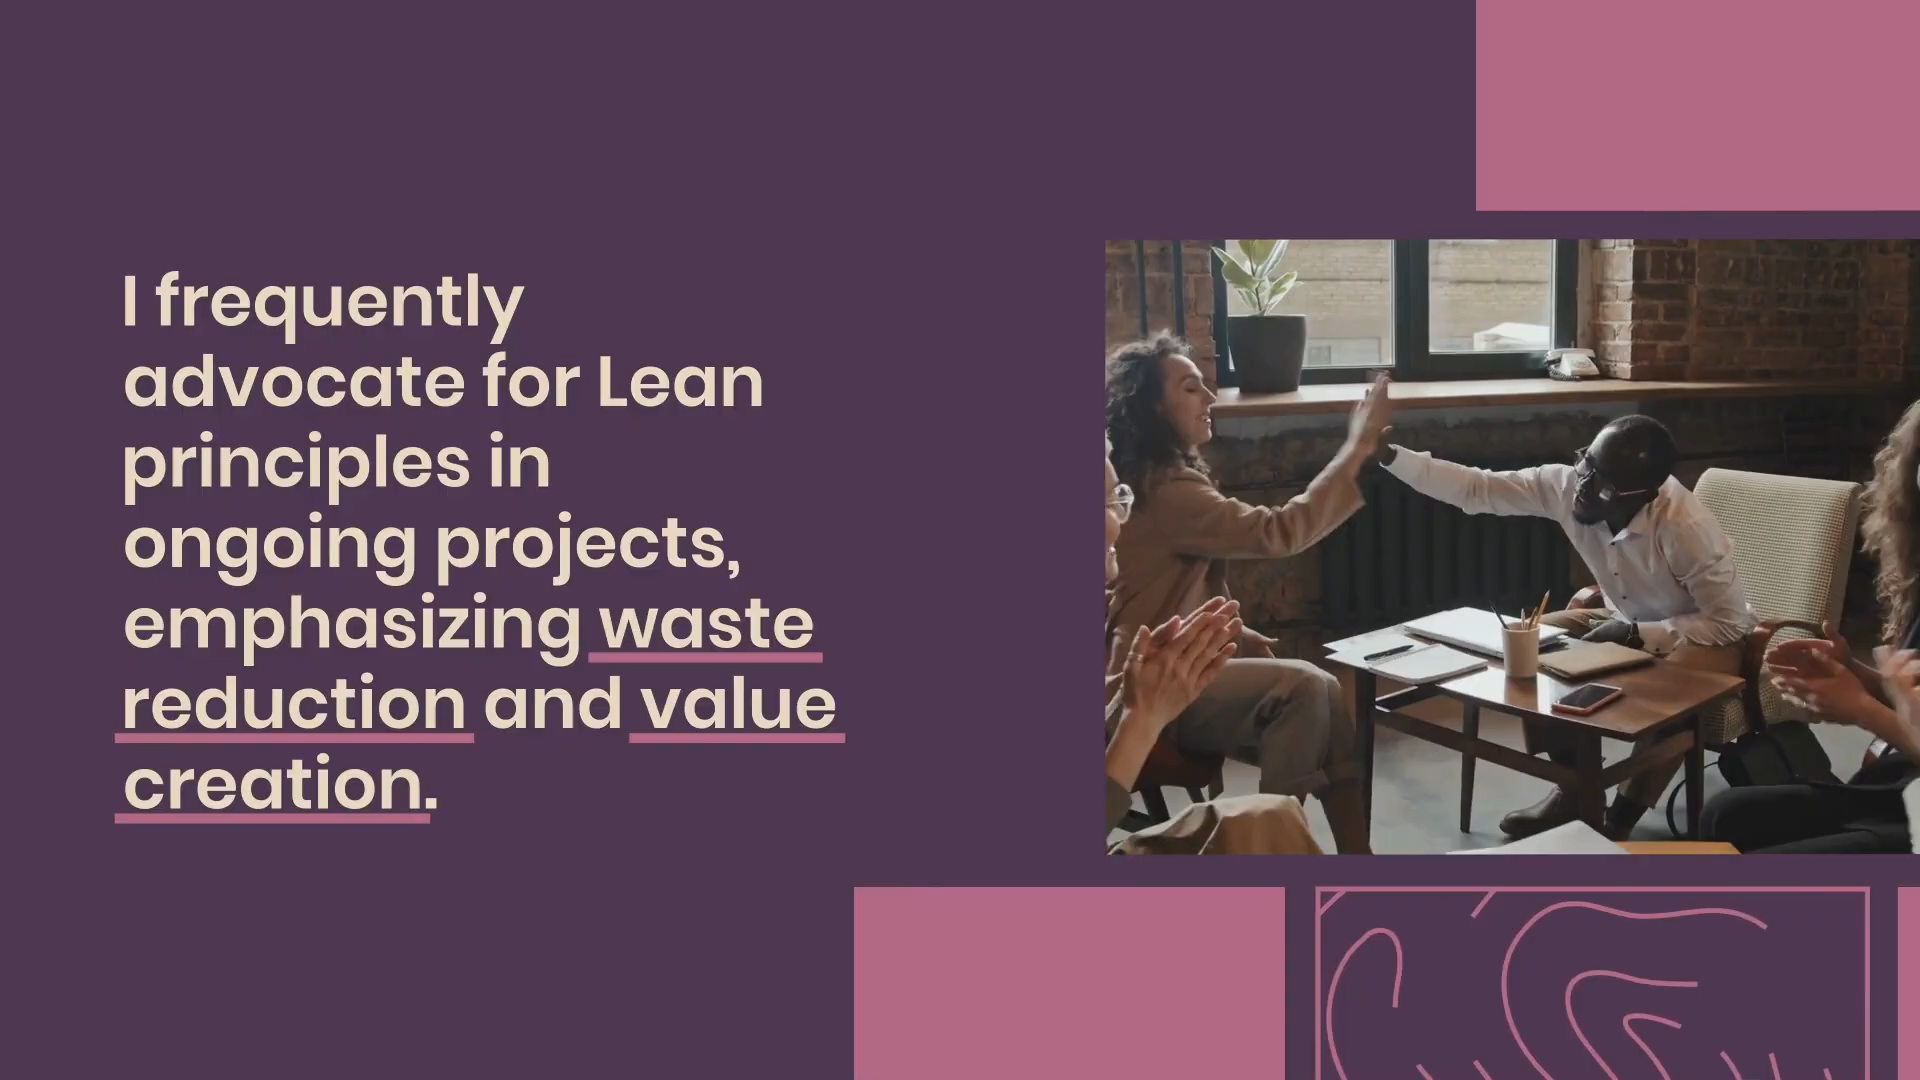 I frequently
advocate for Lean
principles in
ongoing projects,
emphasizing waste
reduction and value
creation.